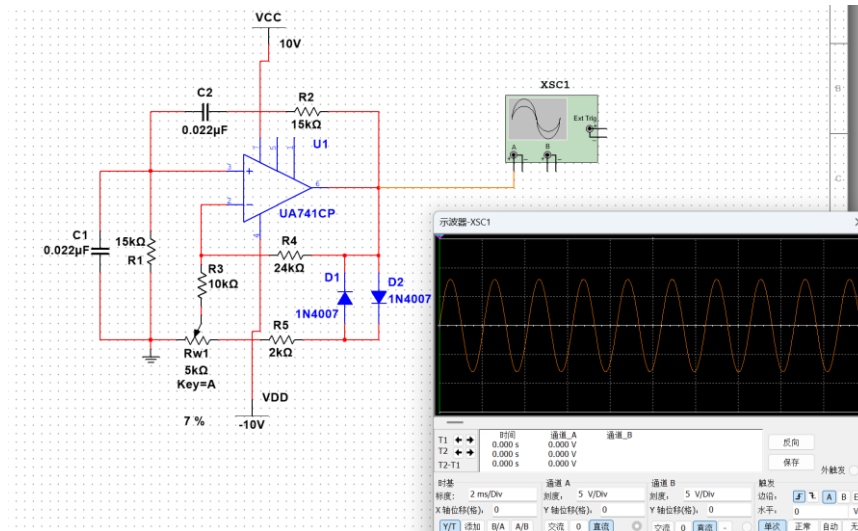 VCC
10V
C2
0.022µF
R2
15kΩ
U1
7
5
1
3
2
6
4
UA741CP
XSC1
Ext Trig
A
B
C1
0.022µF
15kΩ
R1
R3
10kΩ
R4
24kΩ
D1
1N4007
D2
1N4007
R5
2kΩ
Rw1
5kΩ
Key=A
7 %
VDD
-10V
B
C
示波器-XSC1
时间 通道_A 通道_B
T1 0.000 s 0.000 V
T2 0.000 s 0.000 V
T2-T1 0.000 s 0.000 V
反向
保存
外触发
时基 通道 A 通道 B 触发
标度: 2 ms/Div 刻度: 5 V/Div 刻度: 5 V/Div 边沿: A B
X 轴位移(格): 0 Y 轴位移(格): 0 Y 轴位移(格): 0 水平: 0 V
Y/T 添加 B/A A/B 交流 0 直流 交流 0 直流 - 单次 正常 自动